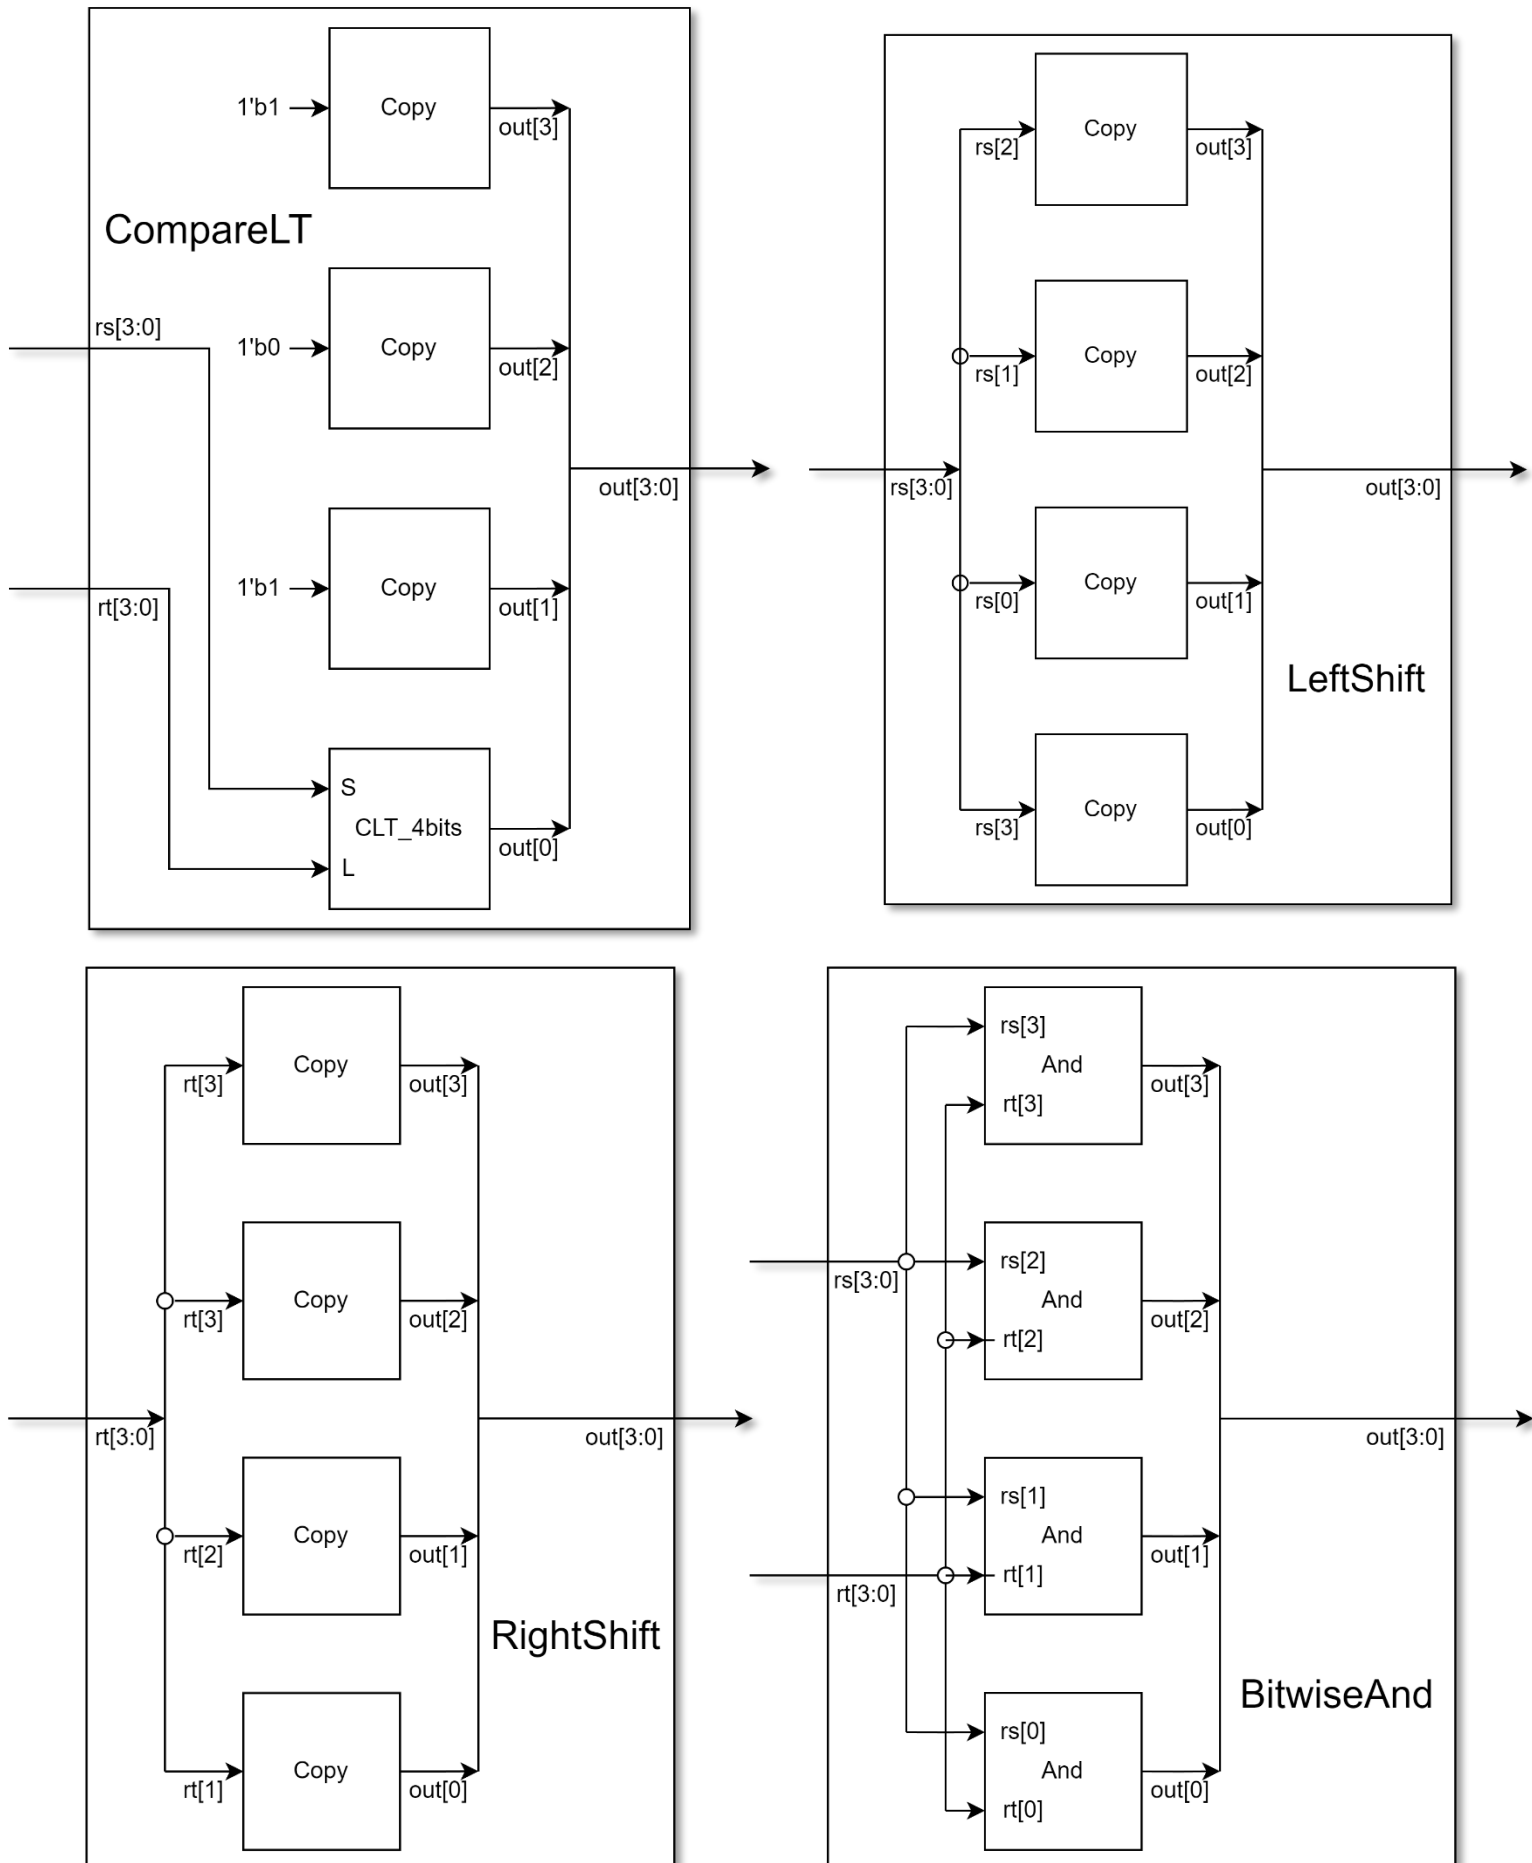 1'b1
Copy
out[3]
CompareLT
rs[3:0]
1'b0
Copy
out[2]
out[3:0]
rt[3:0]
1'b1
Copy
out[1]
S
CLT_4bits
L
out[0]
rs[2]
Copy
out[3]
rs[1]
Copy
out[2]
rs[3:0]
out[3:0]
rs[0]
Copy
out[1]
LeftShift
rs[3]
Copy
out[0]
rt[3]
Copy
out[3]
rt[3]
Copy
out[2]
rt[3:0]
out[3:0]
rt[2]
Copy
out[1]
RightShift
rt[1]
Copy
out[0]
rs[3]
And
rt[3]
out[3]
rs[3:0]
rs[2]
And
rt[2]
out[2]
out[3:0]
rs[1]
And
rt[1]
out[1]
rt[3:0]
BitwiseAnd
rs[0]
And
rt[0]
out[0]